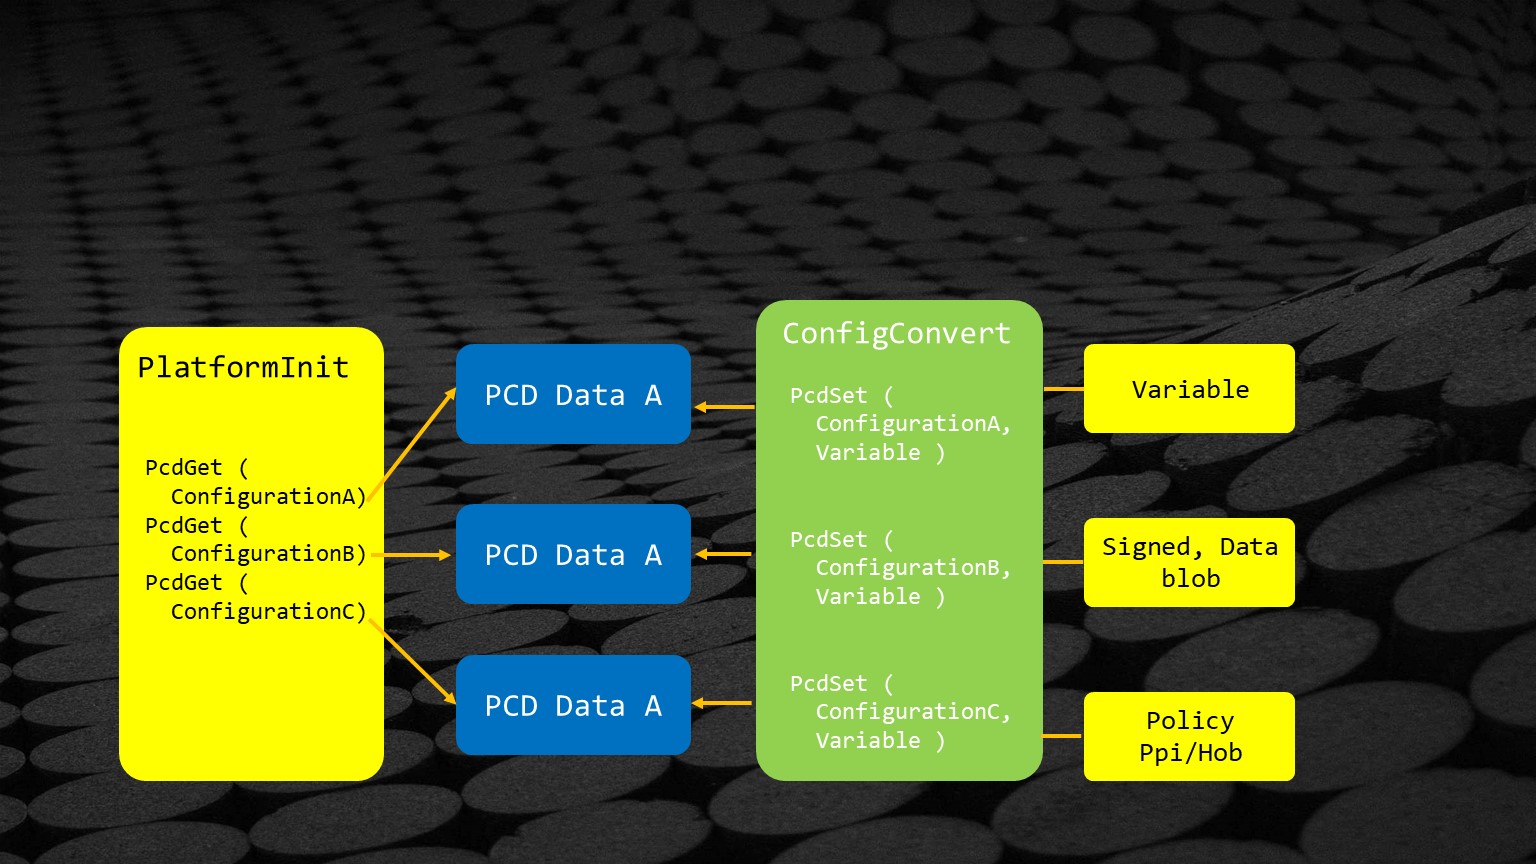 PlatformInit
PcdGet (
ConfigurationA)
PcdGet (
ConfigurationB)
PcdGet (
ConfigurationC)
PCD Data A
PCD Data A
PCD Data A
ConfigConvert
PcdSet (
ConfigurationA,
Variable )
PcdSet (
ConfigurationB,
Variable )
PcdSet (
ConfigurationC,
Variable )
Variable
Signed, Data
blob
Policy
Ppi/Hob